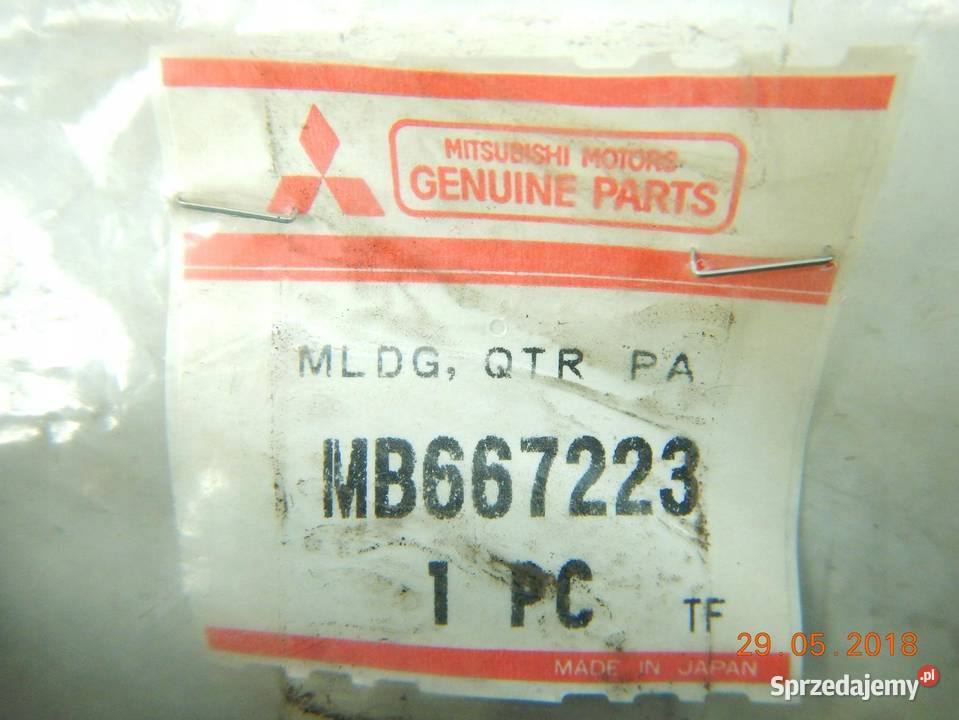 MITSUBISHI MOTORS
GENUINE PARTS
MLDG, QTR PA
MB667223
1 PC
TF
MADE IN JAPAN
29.05.2018
Sprzedajemy.pl